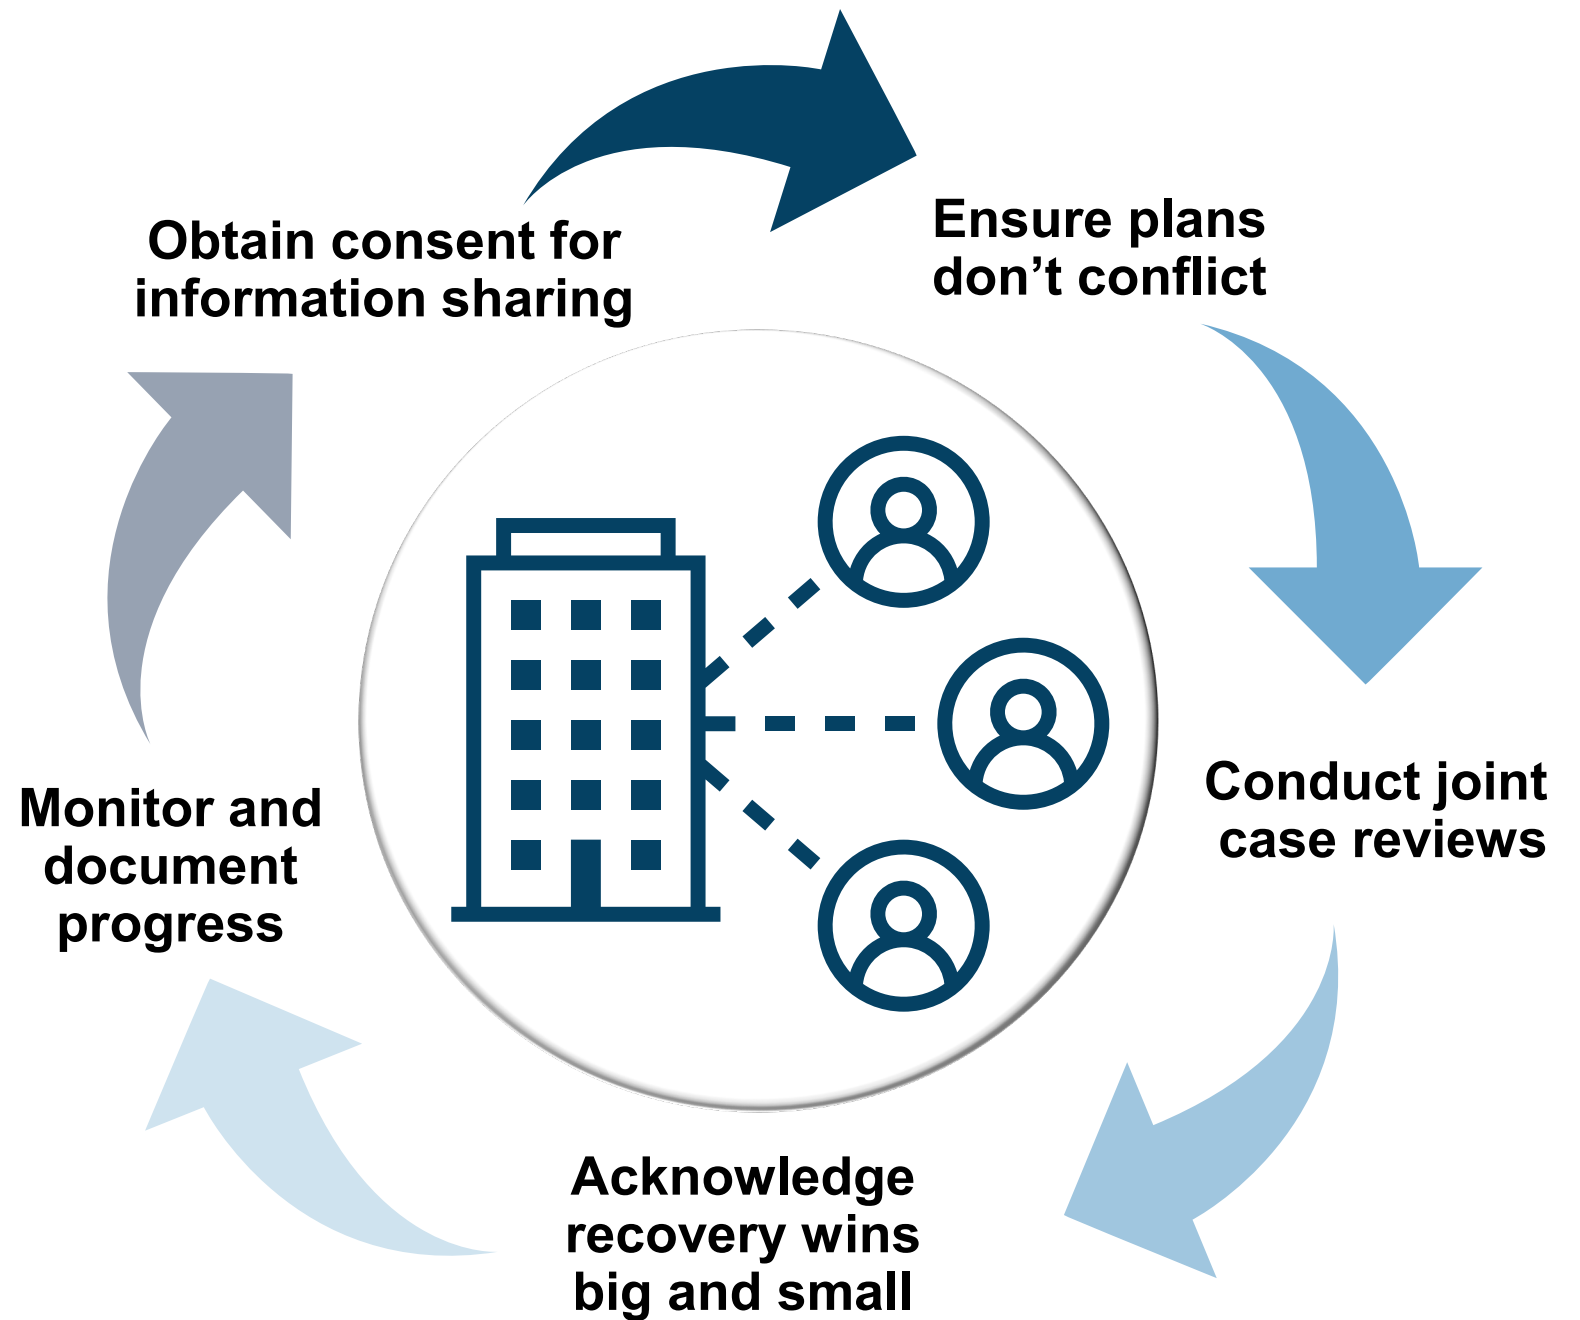 Obtain consent for
information sharing
Ensure plans
don’t conflict
Conduct joint
case reviews
Acknowledge
recovery wins
big and small
Monitor and
document
progress